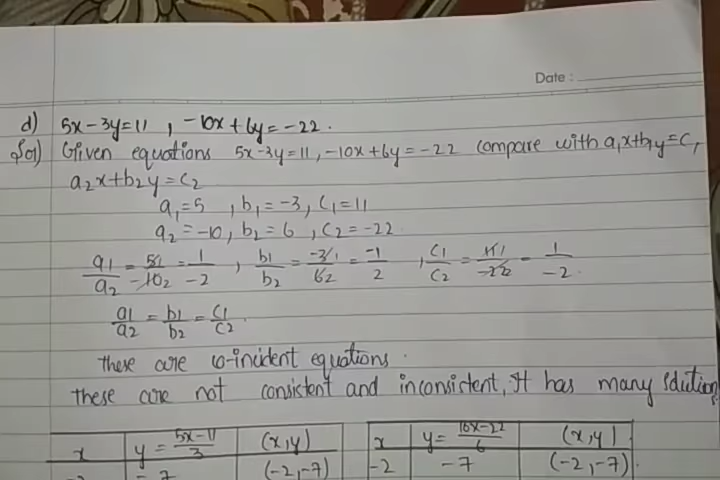 Date :
d) 5x-3y=11 , -10x+6y=-22.
Sol) Given equations 5x-3y=11, -10x+6y=-22 compare with a₁x+b₁y=c₁
a₂x+b₂y=c₂
a₁=5 , b₁=-3, c₁=11
a₂=-10, b₂=6, c₂=-22.
a₁/a₂ = 5/-10 = 1/-2 , b₁/b₂ = -3/6 = -1/2 , c₁/c₂ = 11/-22 = 1/-2.
a₁/a₂ = b₁/b₂ = c₁/c₂.
These are co-incident equations.
These are not consistent and inconsistent, It has many solution
x y=5x-11/3 (x,y) x y=10x-22/6 (x,y)
-2 -7 (-2,-7) -2 -7 (-2,-7)